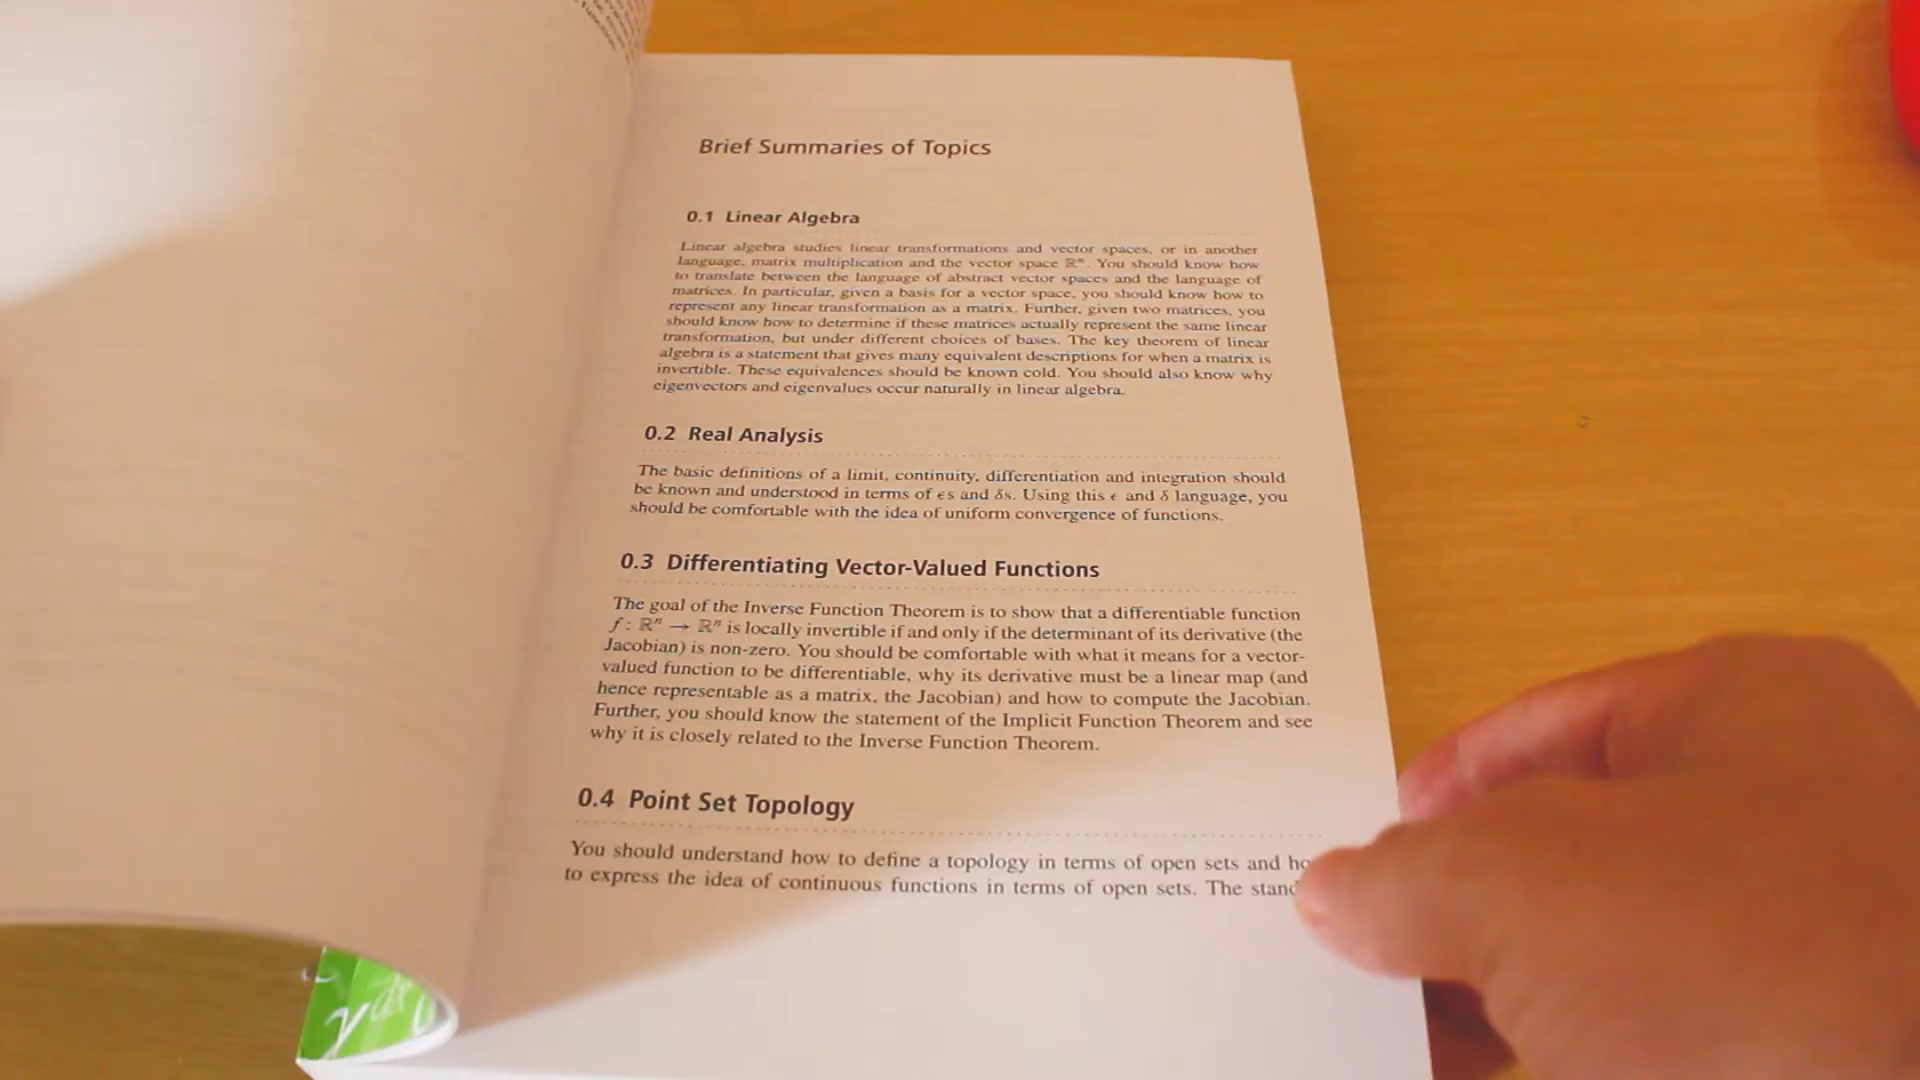 Brief Summaries of Topics
0.1 Linear Algebra
Linear algebra studies linear transformations and vector spaces, or in another
language, matrix multiplication and the vector space ℝⁿ. You should know how
to translate between the language of abstract vector spaces and the language of
matrices. In particular, given a basis for a vector space, you should know how to
represent any linear transformation as a matrix. Further, given two matrices, you
should know how to determine if these matrices actually represent the same linear
transformation, but under different choices of bases. The key theorem of linear
algebra is a statement that gives many equivalent descriptions for when a matrix is
invertible. These equivalences should be known cold. You should also know why
eigenvectors and eigenvalues occur naturally in linear algebra.
0.2 Real Analysis
The basic definitions of a limit, continuity, differentiation and integration should
be known and understood in terms of ϵs and δs. Using this ϵ and δ language, you
should be comfortable with the idea of uniform convergence of functions.
0.3 Differentiating Vector-Valued Functions
The goal of the Inverse Function Theorem is to show that a differentiable function
f : ℝⁿ → ℝⁿ is locally invertible if and only if the determinant of its derivative (the
Jacobian) is non-zero. You should be comfortable with what it means for a vector-
valued function to be differentiable, why its derivative must be a linear map (and
hence representable as a matrix, the Jacobian) and how to compute the Jacobian.
Further, you should know the statement of the Implicit Function Theorem and see
why it is closely related to the Inverse Function Theorem.
0.4 Point Set Topology
You should understand how to define a topology in terms of open sets and ho
to express the idea of continuous functions in terms of open sets. The stand